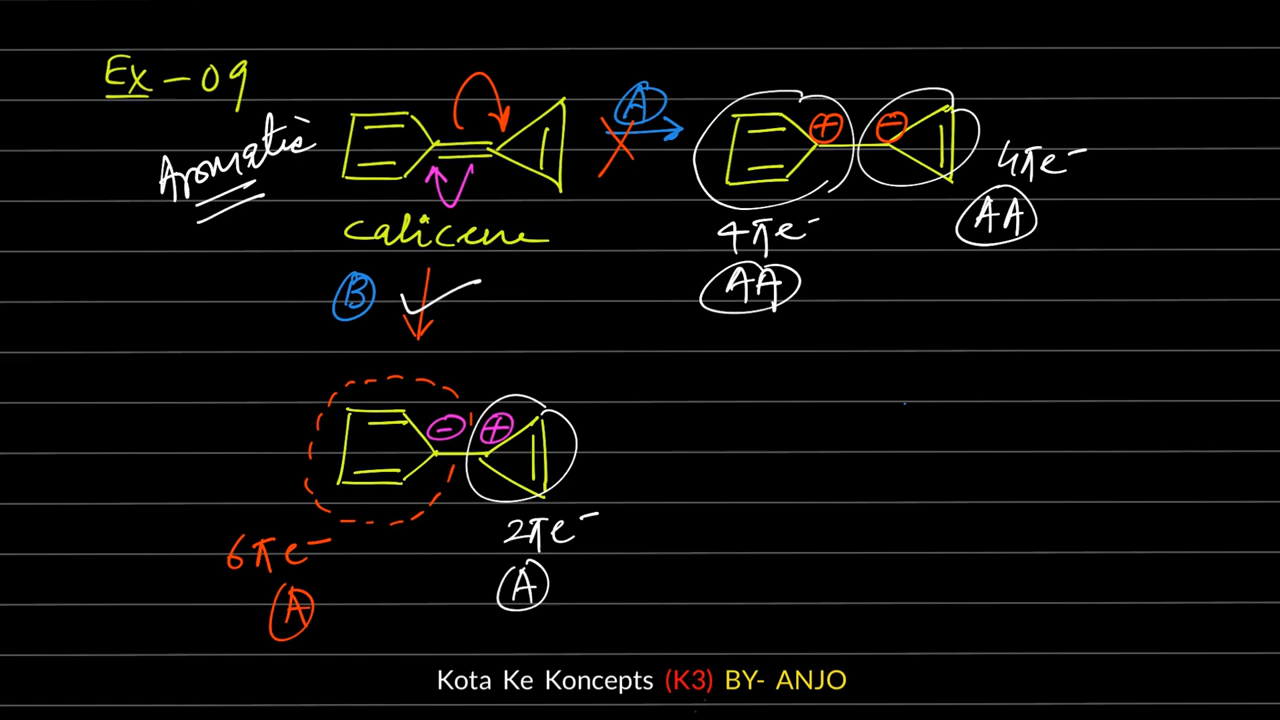 Ex - 09
Aromatic
A
+
-
calicene
4πe-
AA
4πe-
AA
B
-
+
6πe-
A
2πe-
A
Kota Ke Koncepts (K3) BY- ANJO